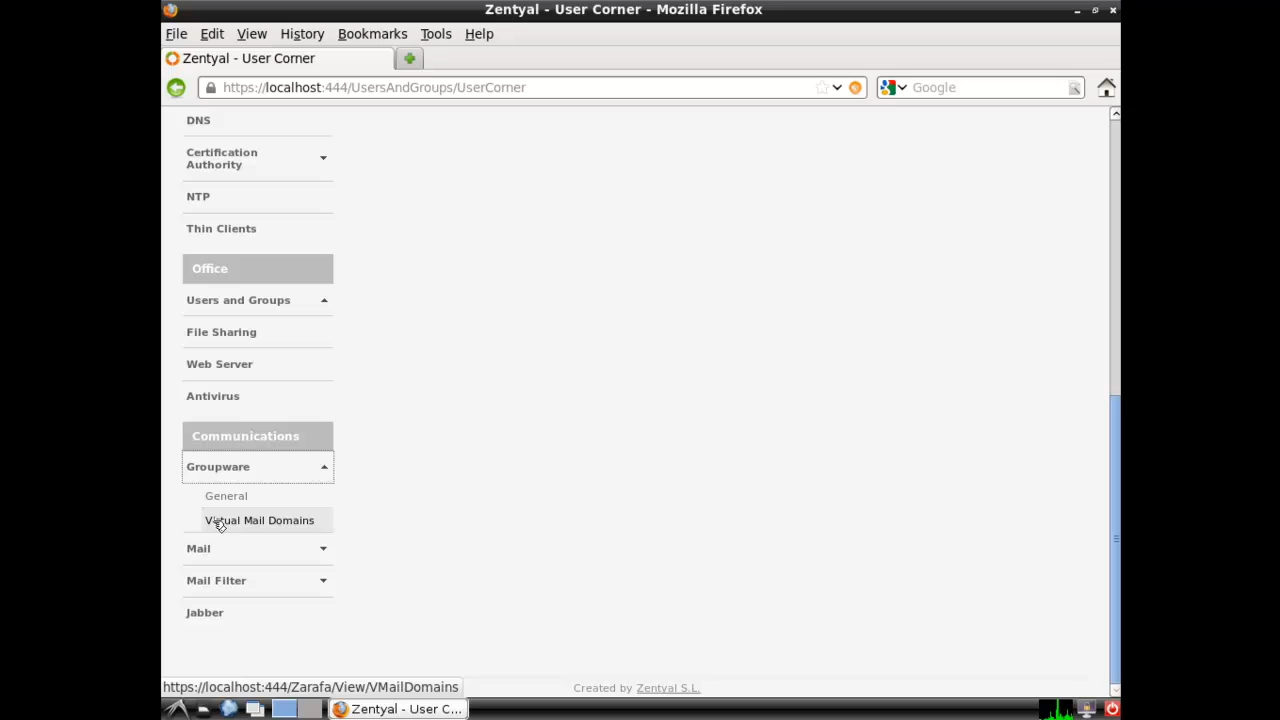 Zentyal - User Corner - Mozilla Firefox
File Edit View History Bookmarks Tools Help
Zentyal - User Corner
https://localhost:444/UsersAndGroups/UserCorner
Google
DNS
Certification
Authority
NTP
Thin Clients
Office
Users and Groups
File Sharing
Web Server
Antivirus
Communications
Groupware
General
Virtual Mail Domains
Mail
Mail Filter
Jabber
https://localhost:444/Zarafa/View/VMailDomains
Created by Zentyal S.L.
Zentyal - User C...